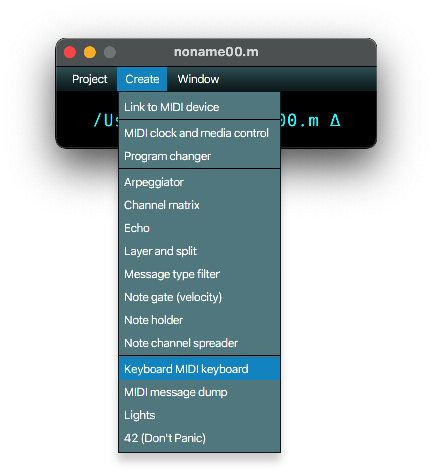 noname00.m
Project Create Window
/Us 00.m Δ
Link to MIDI device
MIDI clock and media control
Program changer
Arpeggiator
Channel matrix
Echo
Layer and split
Message type filter
Note gate (velocity)
Note holder
Note channel spreader
Keyboard MIDI keyboard
MIDI message dump
Lights
42 (Don't Panic)